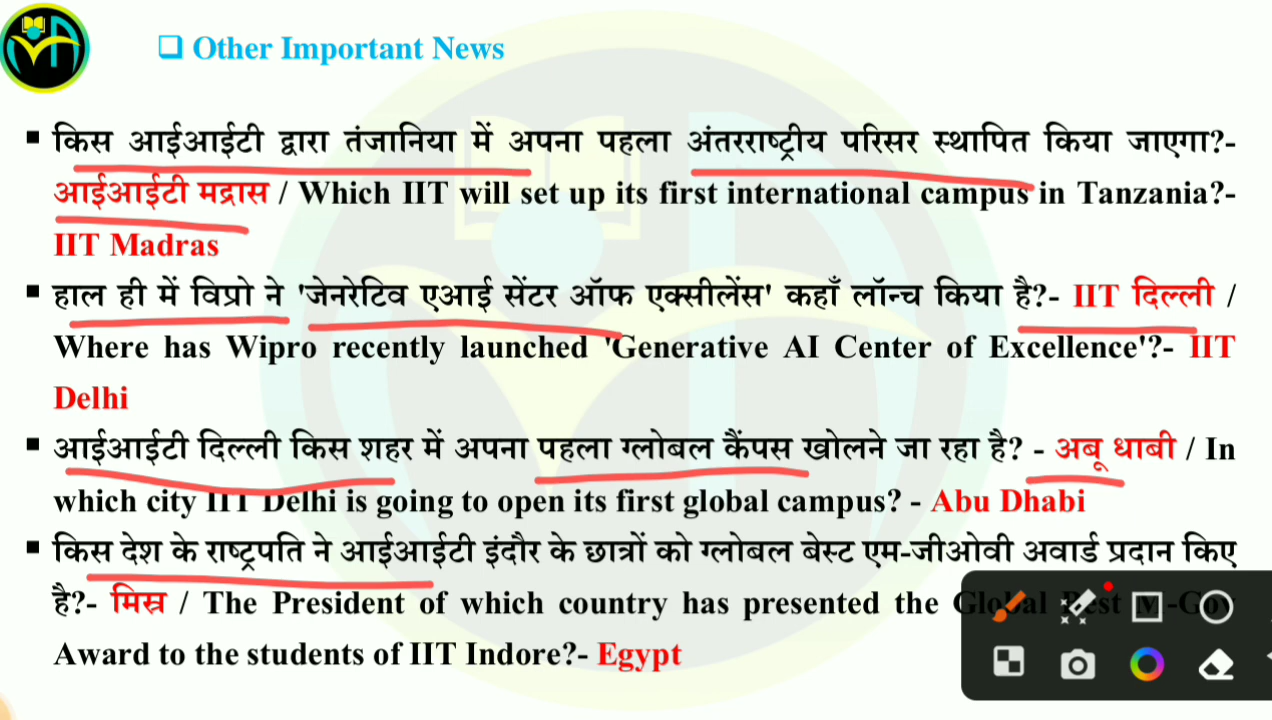 ❑ Other Important News
▪ किस आईआईटी द्वारा तंजानिया में अपना पहला अंतरराष्ट्रीय परिसर स्थापित किया जाएगा?-
आईआईटी मद्रास / Which IIT will set up its first international campus in Tanzania?-
IIT Madras
▪ हाल ही में विप्रो ने 'जेनरेटिव एआई सेंटर ऑफ एक्सीलेंस' कहाँ लॉन्च किया है?- IIT दिल्ली /
Where has Wipro recently launched 'Generative AI Center of Excellence'?- IIT
Delhi
▪ आईआईटी दिल्ली किस शहर में अपना पहला ग्लोबल कैंपस खोलने जा रहा है? - अबू धाबी / In
which city IIT Delhi is going to open its first global campus? - Abu Dhabi
▪ किस देश के राष्ट्रपति ने आईआईटी इंदौर के छात्रों को ग्लोबल बेस्ट एम-जीओवी अवार्ड प्रदान किए
है?- मिस्र / The President of which country has presented the Global Best M-Gov
Award to the students of IIT Indore?- Egypt